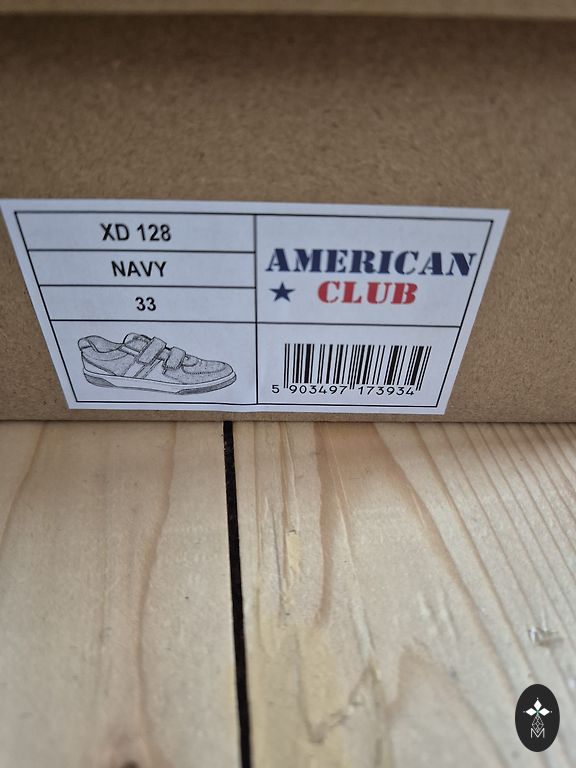 XD 128
NAVY
33
AMERICAN
CLUB
5 903497 173934
M